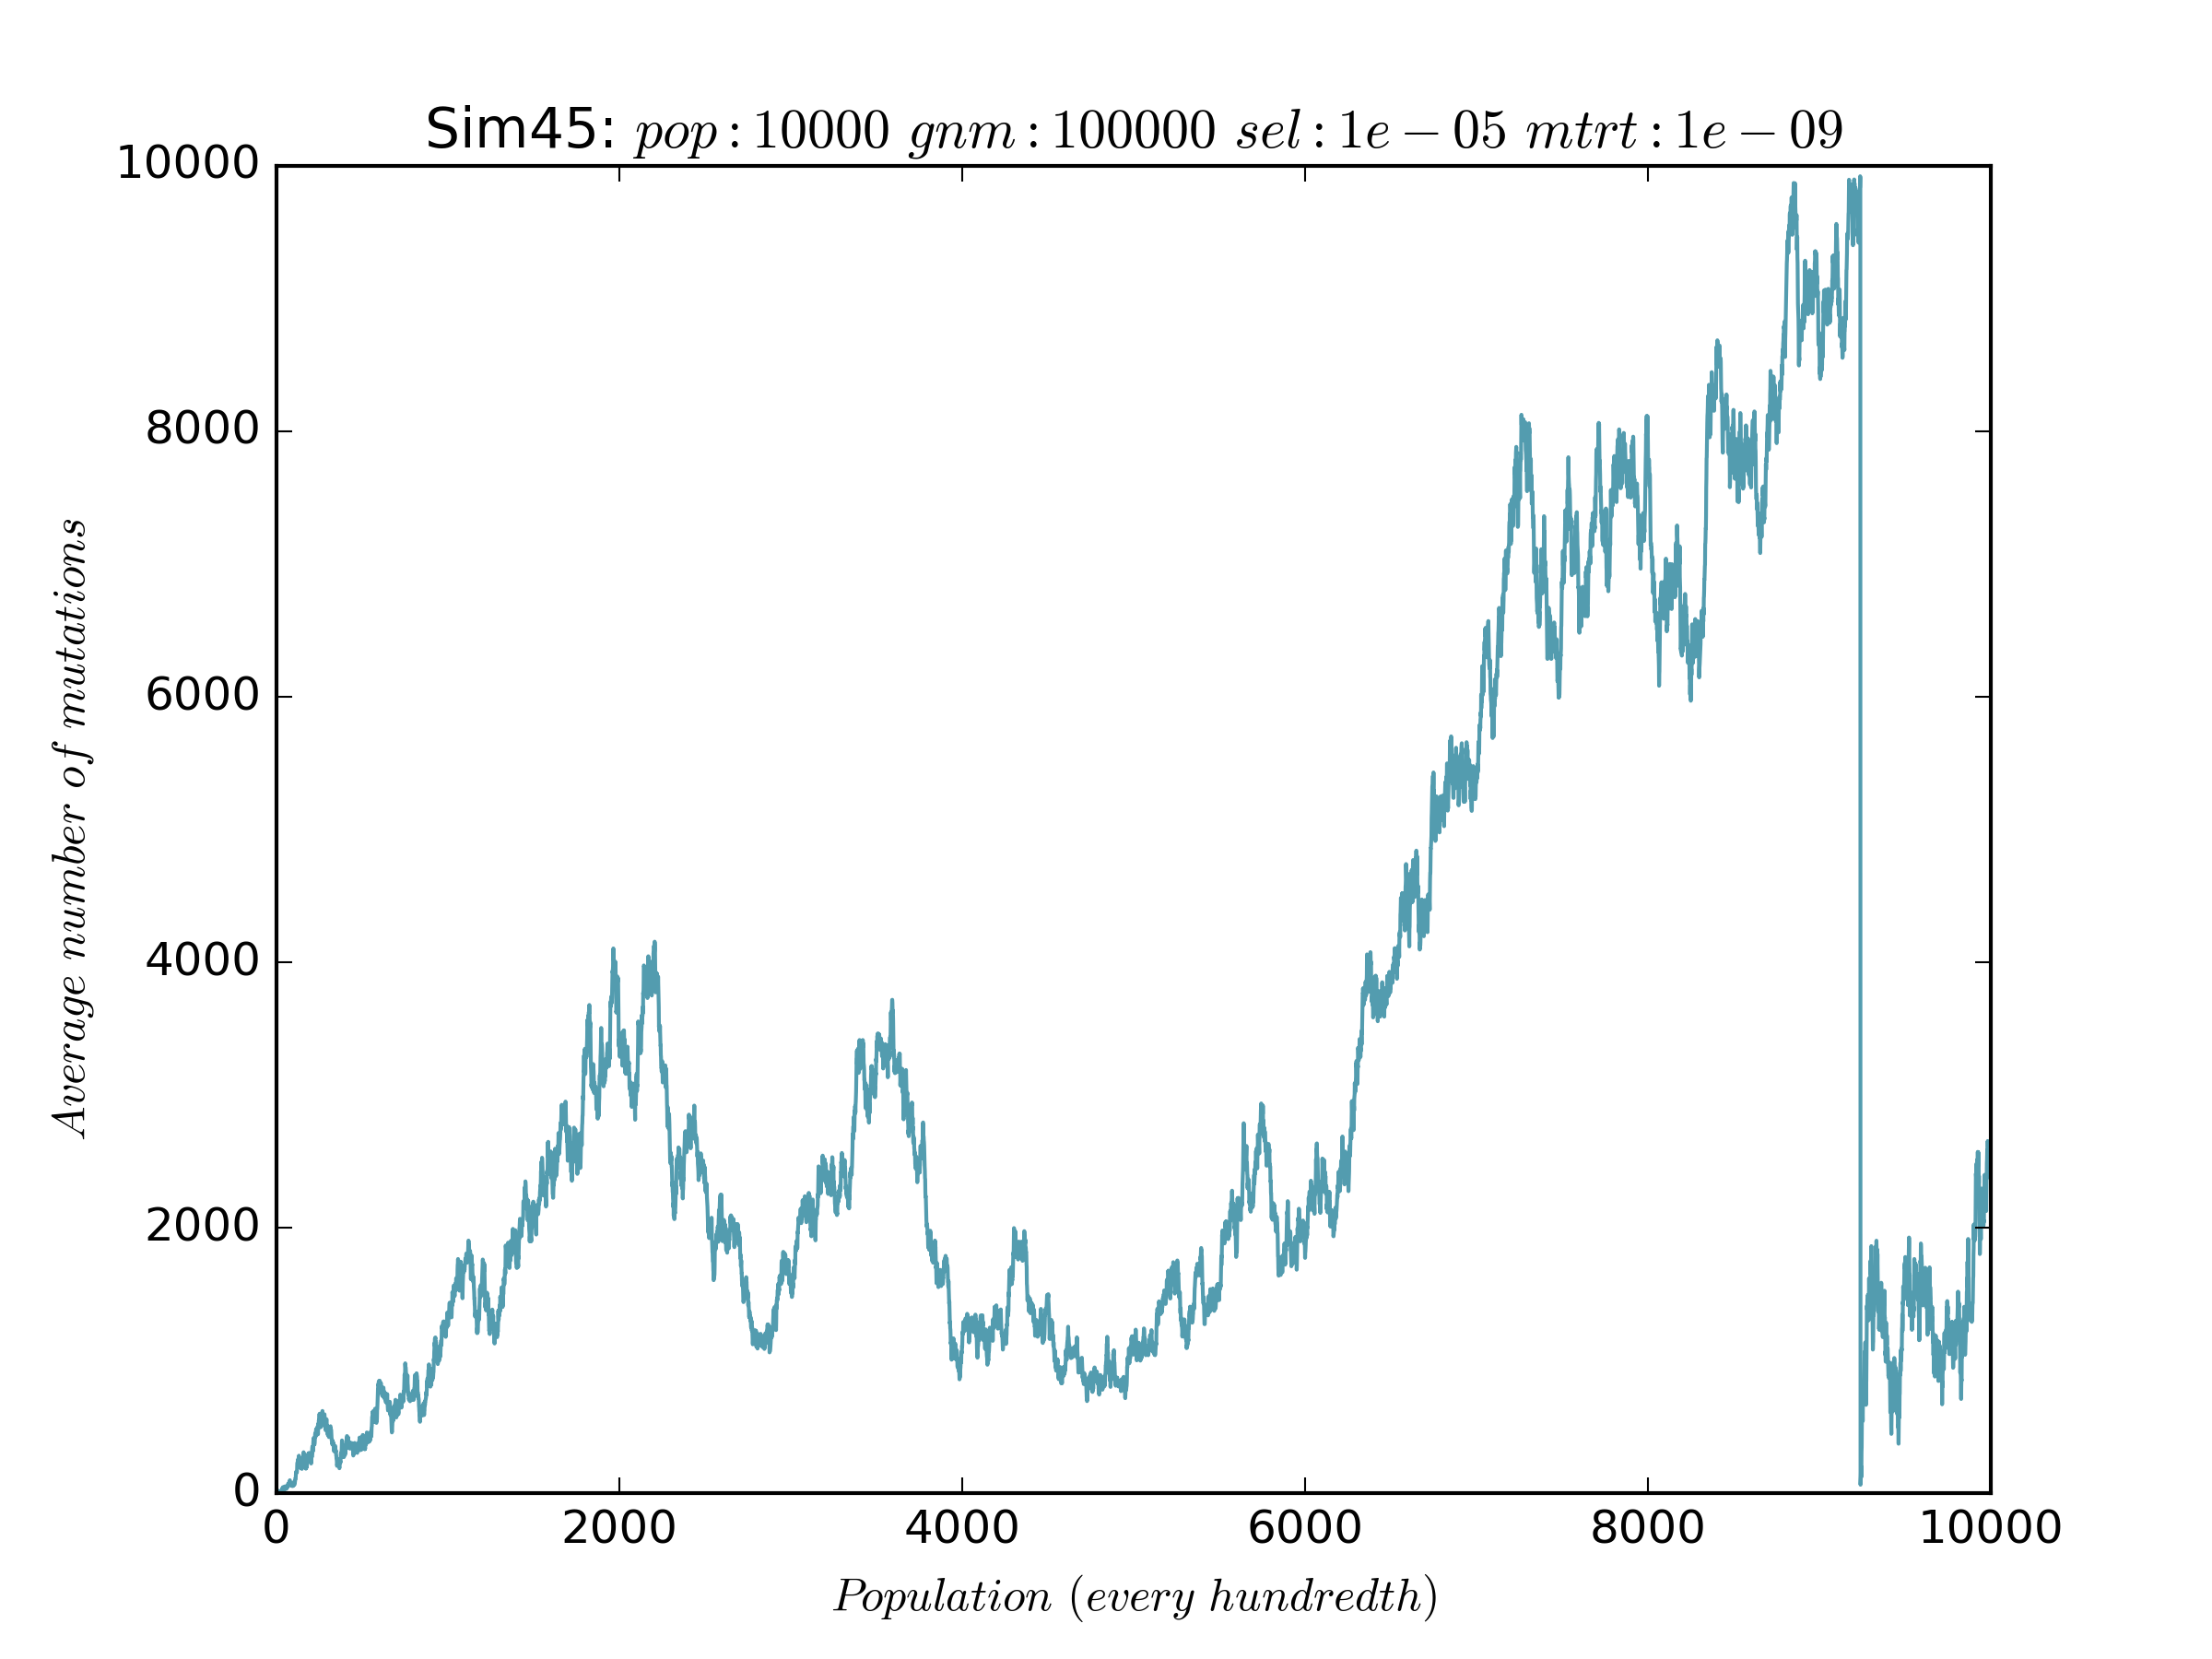 Sim45: pop : 10000 gnm : 100000 sel : 1e − 05 mtrt : 1e − 09
10000
8000
6000
4000
2000
0
Average number of mutations
0 2000 4000 6000 8000 10000
Population (every hundredth)